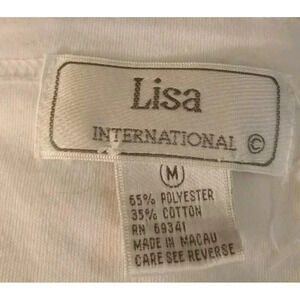 Lisa
INTERNATIONAL ©
M
65% POLYESTER
35% COTTON
RN 69341
MADE IN MACAU
CARE SEE REVERSE